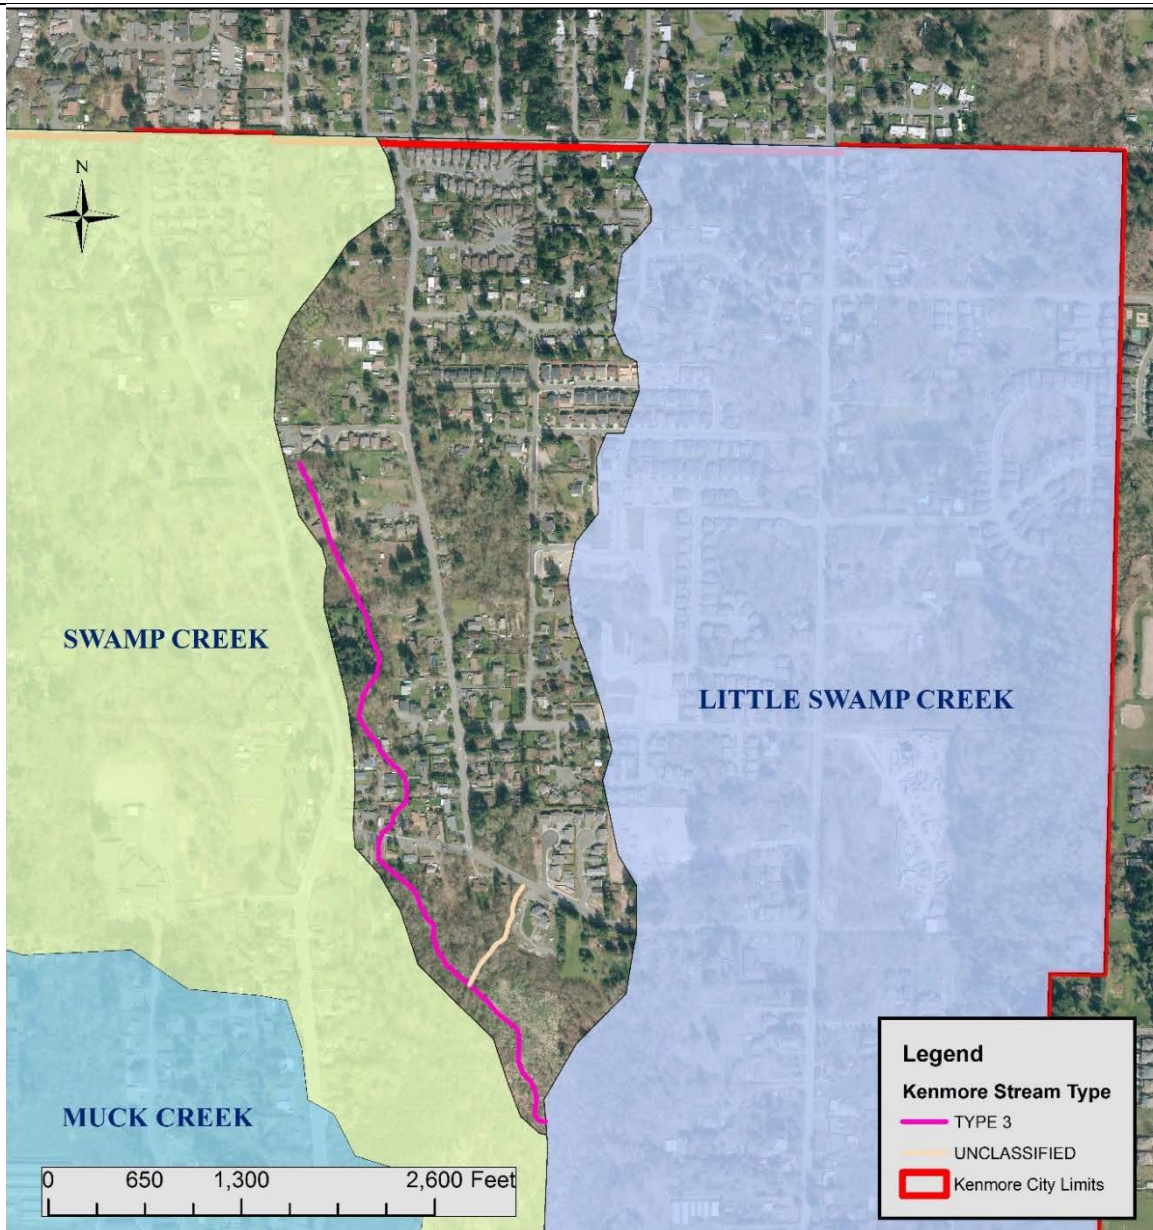 N
SWAMP CREEK
LITTLE SWAMP CREEK
MUCK CREEK
0 650 1,300 2,600 Feet
Legend
Kenmore Stream Type
TYPE 3
UNCLASSIFIED
Kenmore City Limits